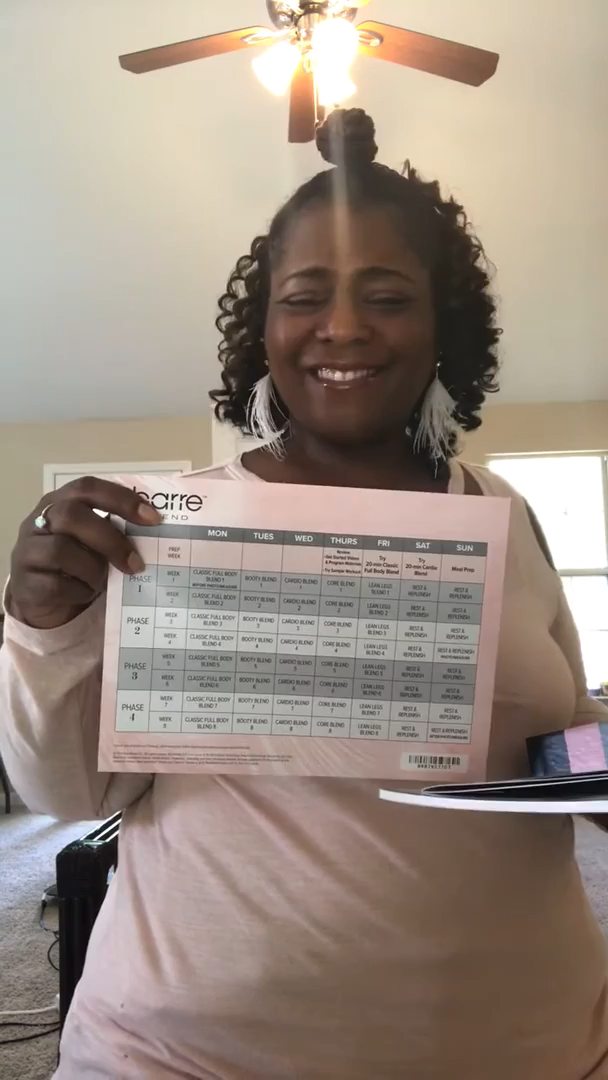 barre™
END
MON TUES WED THURS FRI SAT SUN
PREP WEEK Review Get Started Videos & Program Materials Try Sample Workout Try 20-min Classic Full Body Blend Try 20-min Cardio Blend Meal Prep
PHASE 1 WEEK 1 CLASSIC FULL BODY BLEND 1 BOOTY BLEND 1 CARDIO BLEND 1 CORE BLEND 1 LEAN LEGS BLEND 1 REST & REPLENISH REST & REPLENISH
WEEK 2 CLASSIC FULL BODY BLEND 2 BOOTY BLEND 2 CARDIO BLEND 2 CORE BLEND 2 LEAN LEGS BLEND 2 REST & REPLENISH REST & REPLENISH
PHASE 2 WEEK 3 CLASSIC FULL BODY BLEND 3 BOOTY BLEND 3 CARDIO BLEND 3 CORE BLEND 3 LEAN LEGS BLEND 3 REST & REPLENISH REST & REPLENISH
WEEK 4 CLASSIC FULL BODY BLEND 4 BOOTY BLEND 4 CARDIO BLEND 4 CORE BLEND 4 LEAN LEGS BLEND 4 REST & REPLENISH REST & REPLENISH
PHASE 3 WEEK 5 CLASSIC FULL BODY BLEND 5 BOOTY BLEND 5 CARDIO BLEND 5 CORE BLEND 5 LEAN LEGS BLEND 5 REST & REPLENISH REST & REPLENISH
WEEK 6 CLASSIC FULL BODY BLEND 6 BOOTY BLEND 6 CARDIO BLEND 6 CORE BLEND 6 LEAN LEGS BLEND 6 REST & REPLENISH REST & REPLENISH
PHASE 4 WEEK 7 CLASSIC FULL BODY BLEND 7 BOOTY BLEND 7 CARDIO BLEND 7 CORE BLEND 7 LEAN LEGS BLEND 7 REST & REPLENISH REST & REPLENISH
WEEK 8 CLASSIC FULL BODY BLEND 8 BOOTY BLEND 8 CARDIO BLEND 8 CORE BLEND 8 LEAN LEGS BLEND 8 REST & REPLENISH REST & REPLENISH